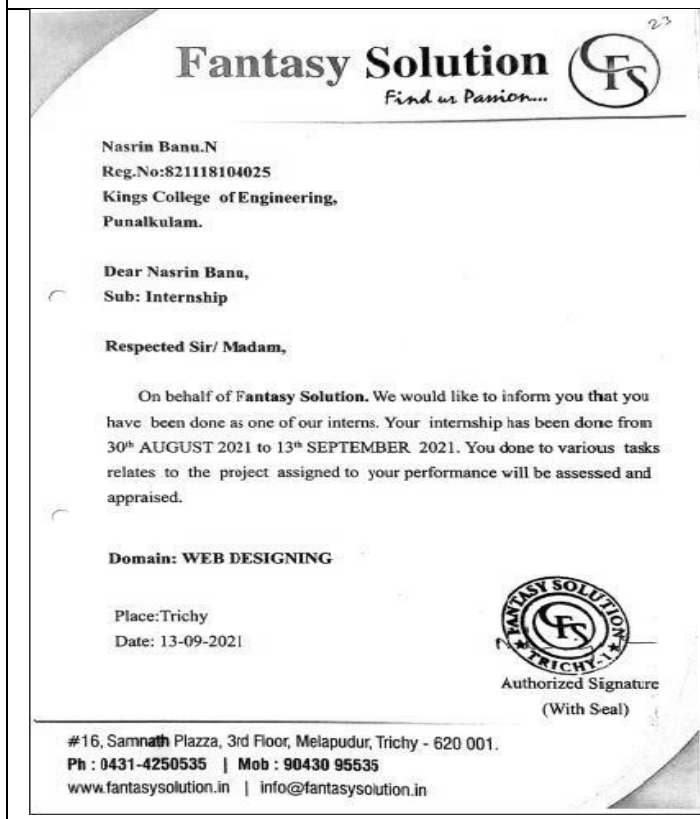 23
Fantasy Solution
Find us Passion...
CFS
Nasrin Banu.N
Reg.No:821118104025
Kings College of Engineering,
Punalkulam.
Dear Nasrin Banu,
Sub: Internship
Respected Sir/ Madam,
On behalf of Fantasy Solution. We would like to inform you that you
have been done as one of our interns. Your internship has been done from
30th AUGUST 2021 to 13th SEPTEMBER 2021. You done to various tasks
relates to the project assigned to your performance will be assessed and
appraised.
Domain: WEB DESIGNING
Place:Trichy
Date: 13-09-2021
FANTASY SOLUTION
CFS
TRICHY-1
Authorized Signature
(With Seal)
#16, Samnath Plazza, 3rd Floor, Melapudur, Trichy - 620 001.
Ph : 0431-4250535 | Mob : 90430 95535
www.fantasysolution.in | info@fantasysolution.in